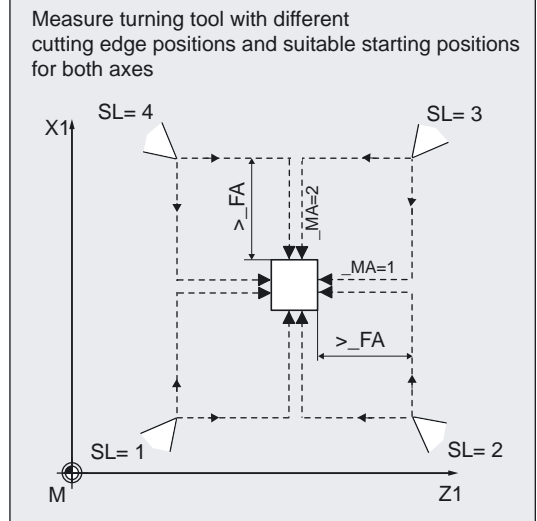 Measure turning tool with different
cutting edge positions and suitable starting positions
for both axes
SL= 4
SL= 3
X1
>_FA
_MA=2
_MA=1
>_FA
SL= 1
SL= 2
M
Z1